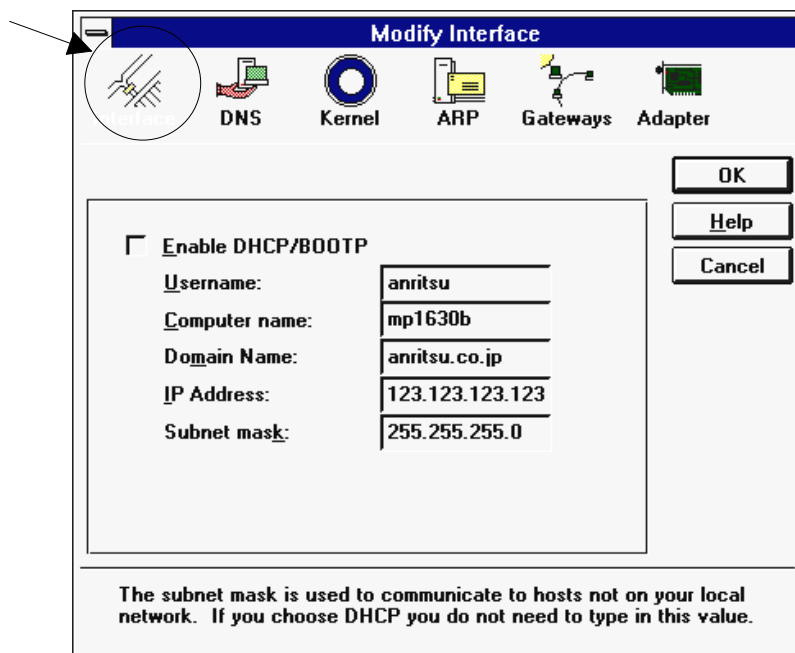 Modify Interface
Interface DNS Kernel ARP Gateways Adapter
OK
Help
Cancel
Enable DHCP/BOOTP
Username: anritsu
Computer name: mp1630b
Domain Name: anritsu.co.jp
IP Address: 123.123.123.123
Subnet mask: 255.255.255.0
The subnet mask is used to communicate to hosts not on your local
network. If you choose DHCP you do not need to type in this value.